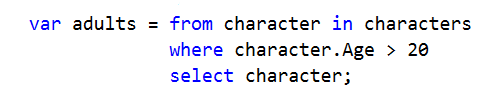 var adults = from character in characters
             where character.Age > 20
             select character;